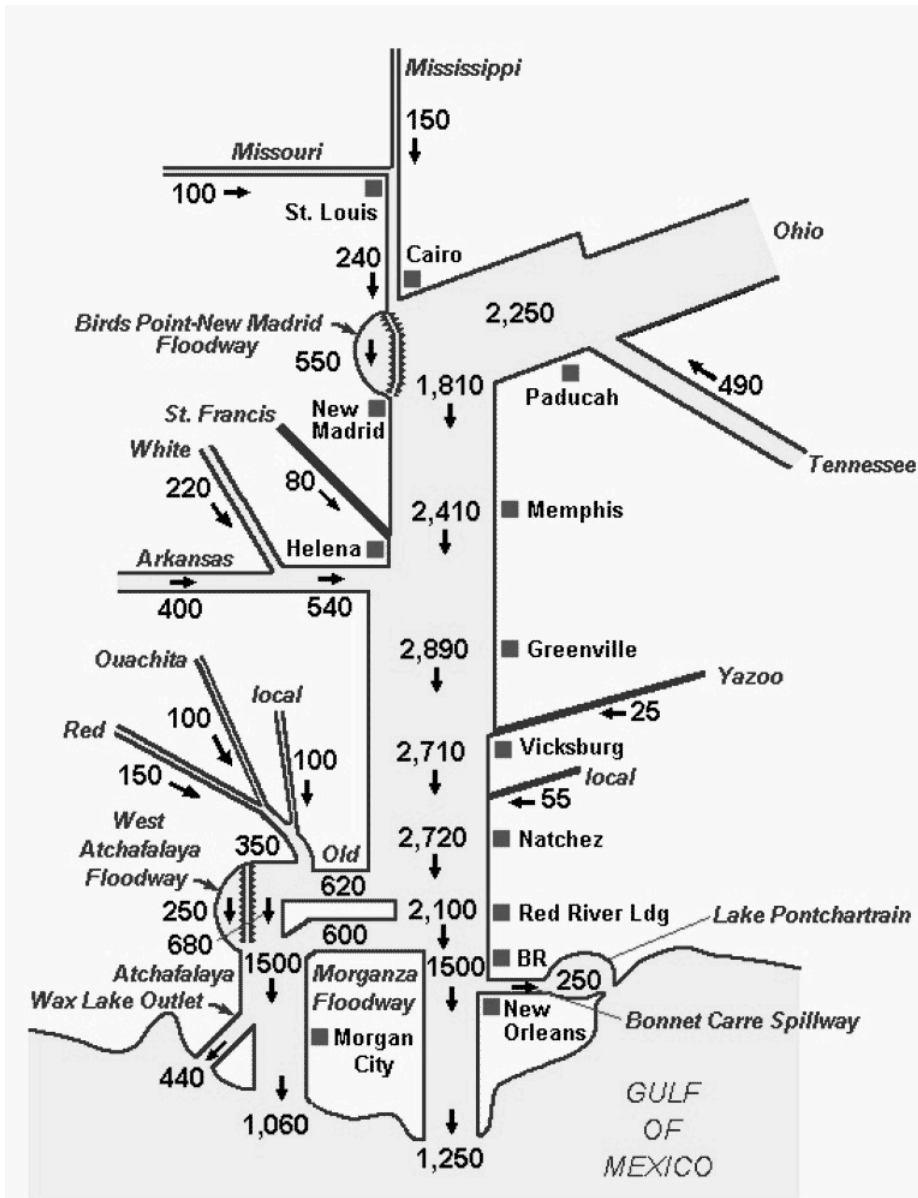 Mississippi
150
Missouri
100
St. Louis
Ohio
240
Cairo
2,250
Birds Point-New Madrid
Floodway
550
1,810
490
Paducah
New
Madrid
St. Francis
White
Tennessee
220
80
2,410
Memphis
Helena
Arkansas
400
540
2,890
Greenville
Ouachita
local
Yazoo
Red
100
25
150
100
2,710
Vicksburg
local
55
West
Atchafalaya
Floodway
350
Old
2,720
Natchez
620
250
2,100
Red River Ldg
Lake Pontchartrain
680
600
Atchafalaya
1500
Morganza
Floodway
1500
BR
250
Wax Lake Outlet
New
Orleans
Bonnet Carre Spillway
Morgan
City
440
1,060
1,250
GULF
OF
MEXICO